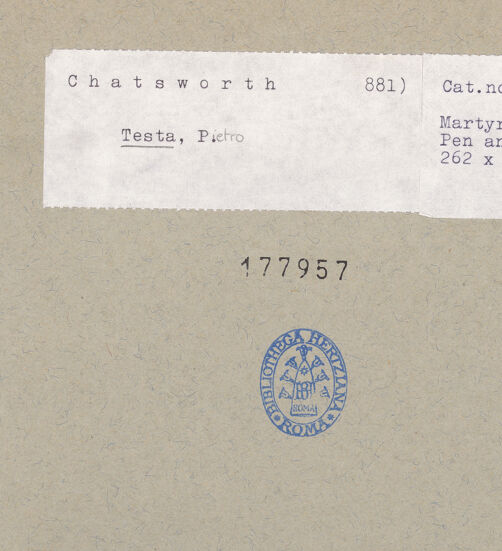 Chatsworth 881)
Testa, Pietro
Cat.no
Martyr
Pen an
262 x
177957
BIBLIOTHECA HERTZIANA
ROMA
ROMA